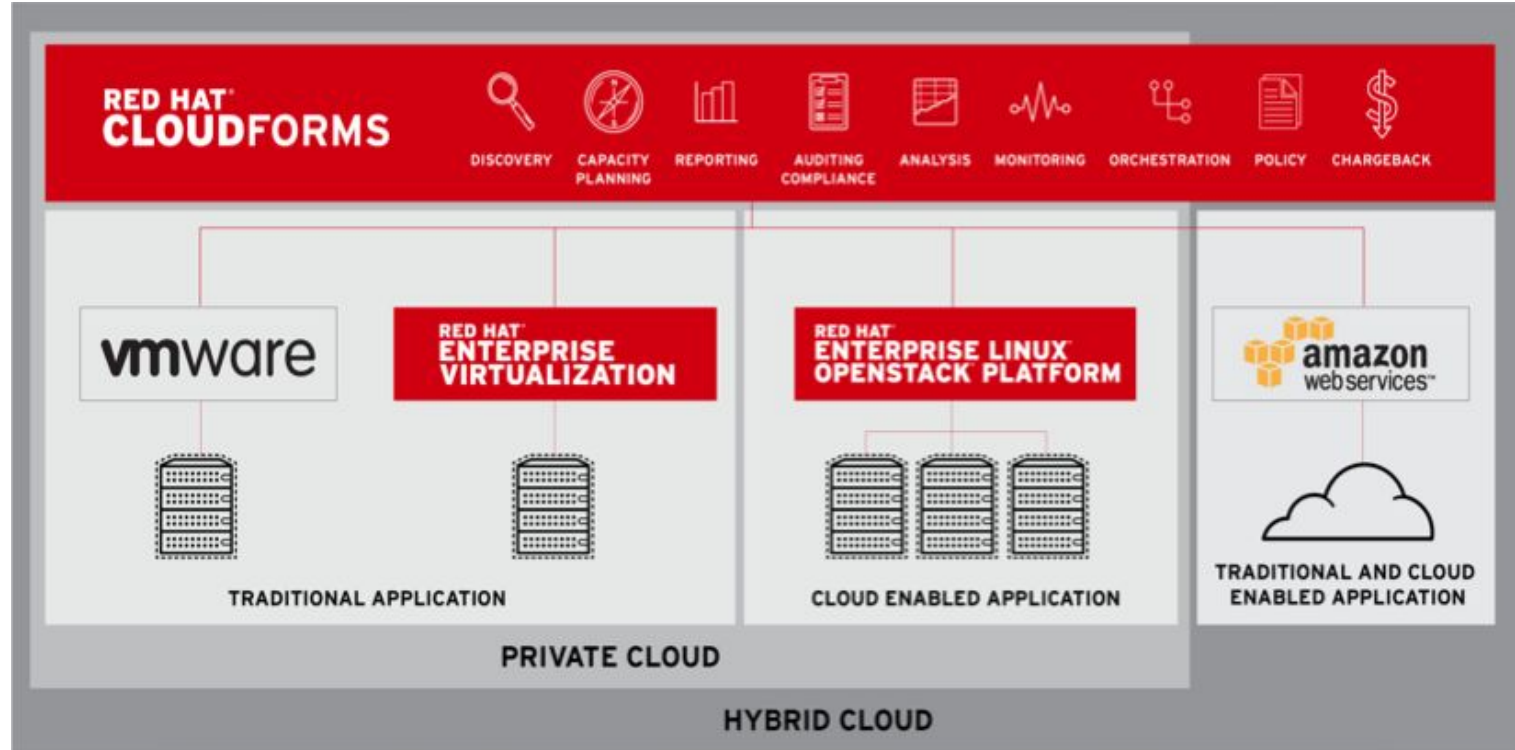 RED HAT®
CLOUDFORMS
DISCOVERY
CAPACITY
PLANNING
REPORTING
AUDITING
COMPLIANCE
ANALYSIS
MONITORING
ORCHESTRATION
POLICY
CHARGEBACK
vmware
RED HAT®
ENTERPRISE
VIRTUALIZATION
RED HAT®
ENTERPRISE LINUX®
OPENSTACK® PLATFORM
amazon
webservices™
TRADITIONAL APPLICATION
CLOUD ENABLED APPLICATION
TRADITIONAL AND CLOUD
ENABLED APPLICATION
PRIVATE CLOUD
HYBRID CLOUD